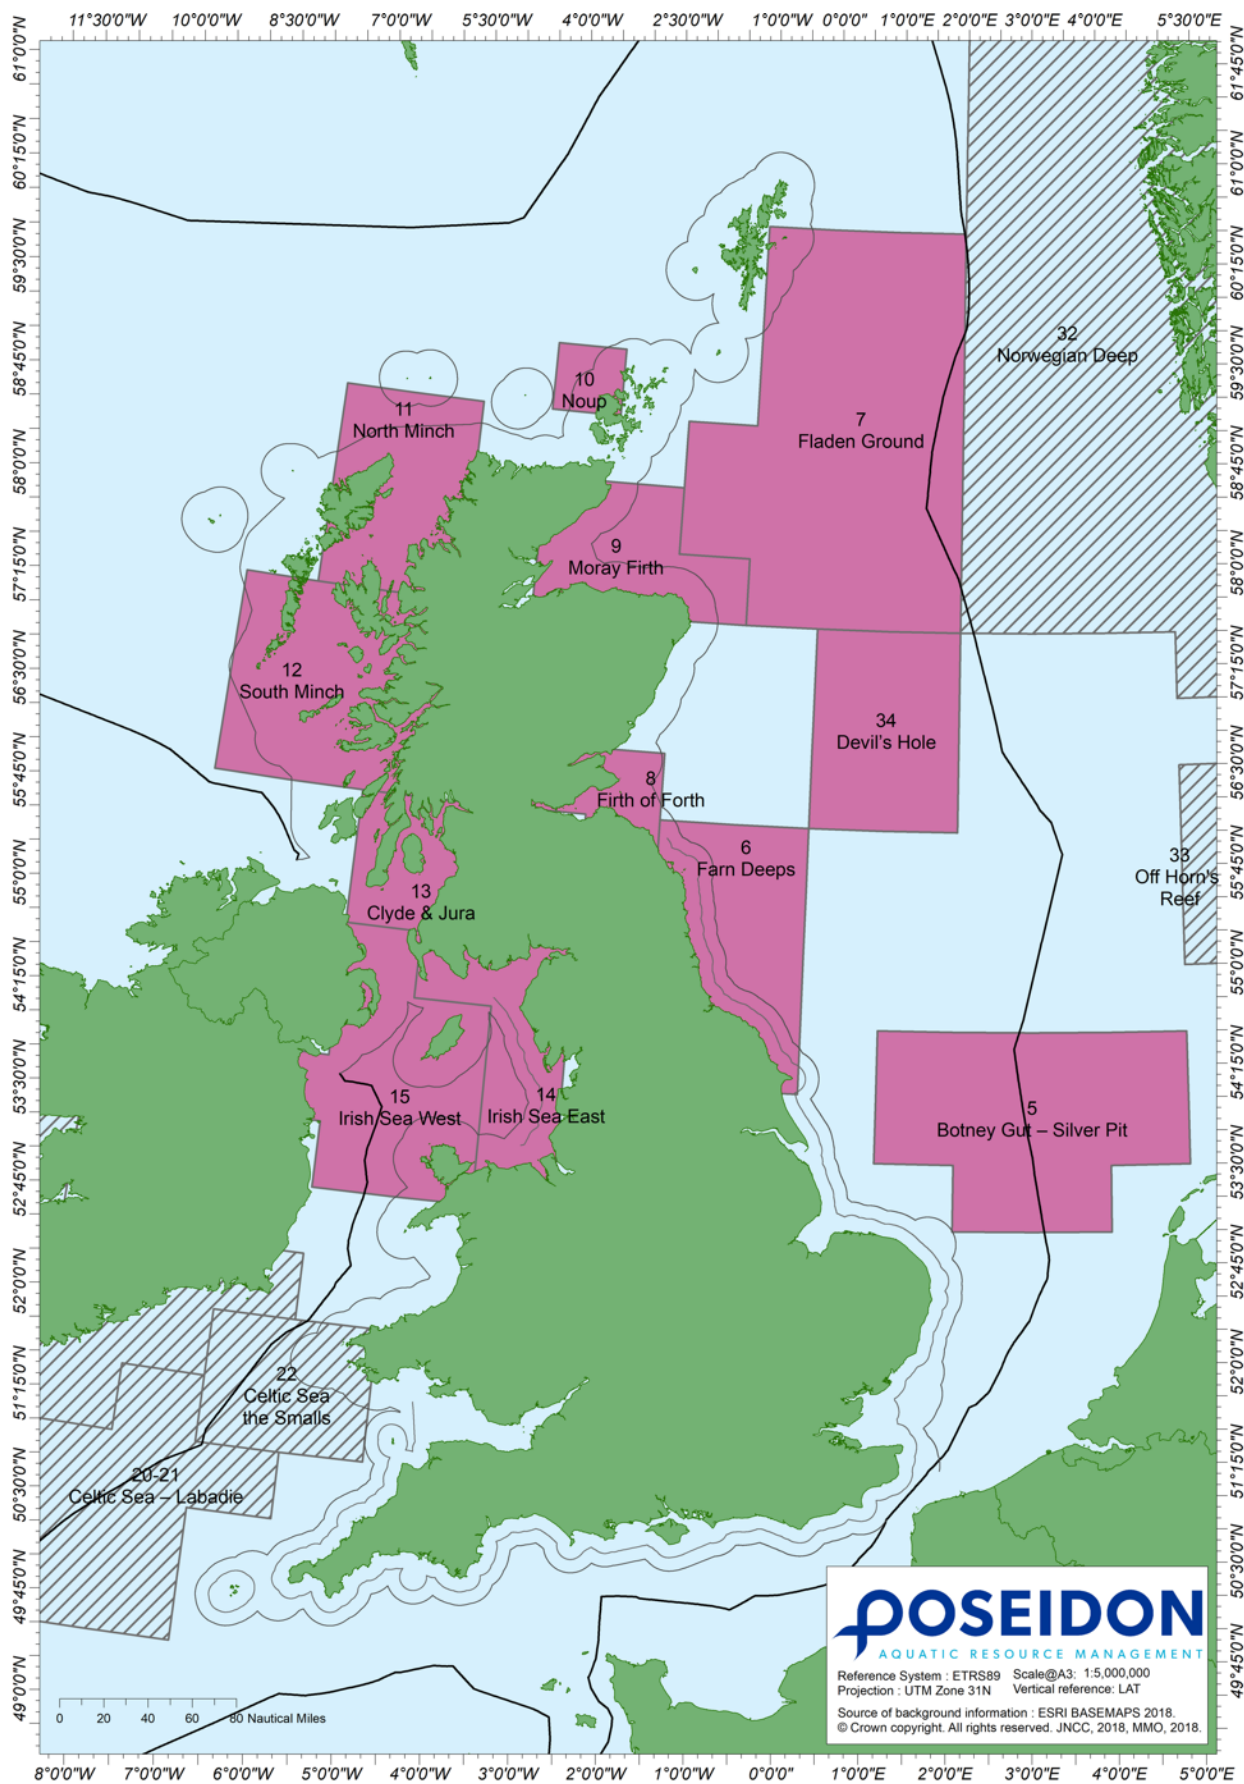 11°30'0"W
10°0'0"W
8°30'0"W
7°0'0"W
5°30'0"W
4°0'0"W
2°30'0"W
1°0'0"W
0°0'0"
1°0'0"E
2°0'0"E
3°0'0"E
4°0'0"E
5°30'0"E
61°0'0"N
60°15'0"N
59°30'0"N
58°45'0"N
58°0'0"N
57°15'0"N
56°30'0"N
55°45'0"N
55°0'0"N
54°15'0"N
53°30'0"N
52°45'0"N
52°0'0"N
51°15'0"N
50°30'0"N
49°45'0"N
49°0'0"N
61°45'0"N
61°0'0"N
60°15'0"N
59°30'0"N
58°45'0"N
58°0'0"N
57°15'0"N
56°30'0"N
55°45'0"N
55°0'0"N
54°15'0"N
53°30'0"N
52°45'0"N
52°0'0"N
51°15'0"N
50°30'0"N
49°45'0"N
32
Norwegian Deep
10
Noup
11
North Minch
7
Fladen Ground
9
Moray Firth
12
South Minch
34
Devil's Hole
8
Firth of Forth
6
Farn Deeps
33
Off Horn's
Reef
13
Clyde & Jura
15
Irish Sea West
14
Irish Sea East
5
Botney Gut – Silver Pit
22
Celtic Sea
the Smalls
20-21
Celtic Sea – Labadie
POSEIDON
AQUATIC RESOURCE MANAGEMENT
Reference System : ETRS89 Scale@A3: 1:5,000,000
Projection : UTM Zone 31N Vertical reference: LAT
Source of background information : ESRI BASEMAPS 2018.
© Crown copyright. All rights reserved. JNCC, 2018, MMO, 2018.
0 20 40 60 80 Nautical Miles
8°0'0"W
7°0'0"W
6°0'0"W
5°0'0"W
4°0'0"W
3°0'0"W
2°0'0"W
1°0'0"W
0°0'0"
1°0'0"E
2°0'0"E
3°0'0"E
4°0'0"E
5°0'0"E